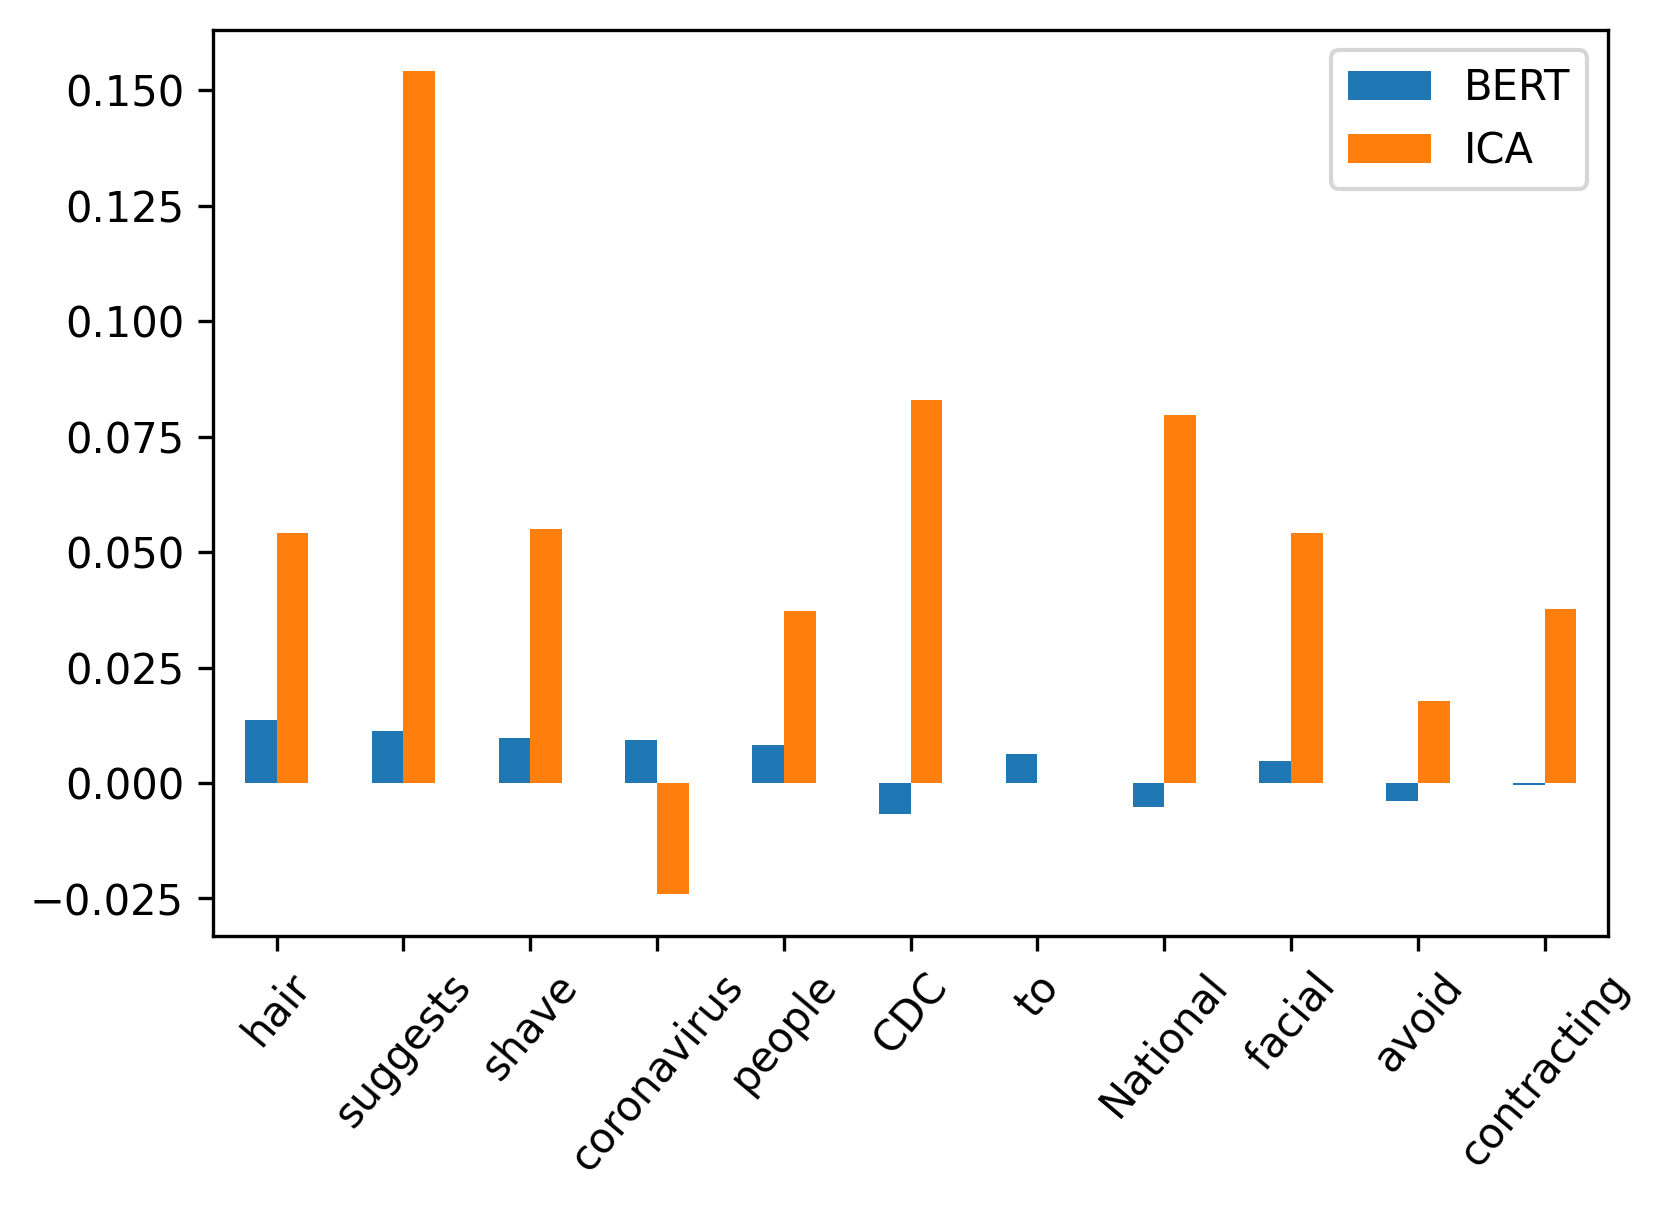 BERT
ICA
0.150
0.125
0.100
0.075
0.050
0.025
0.000
−0.025
hair
suggests
shave
coronavirus
people
CDC
to
National
facial
avoid
contracting